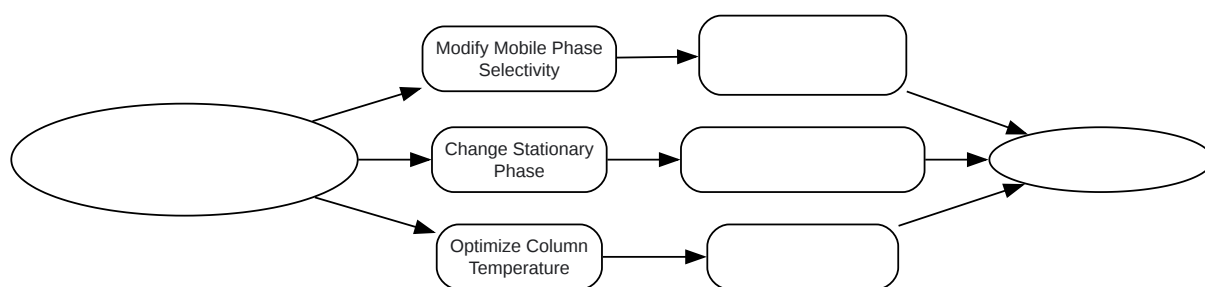 Modify Mobile Phase
Selectivity
Change Stationary
Phase
Optimize Column
Temperature